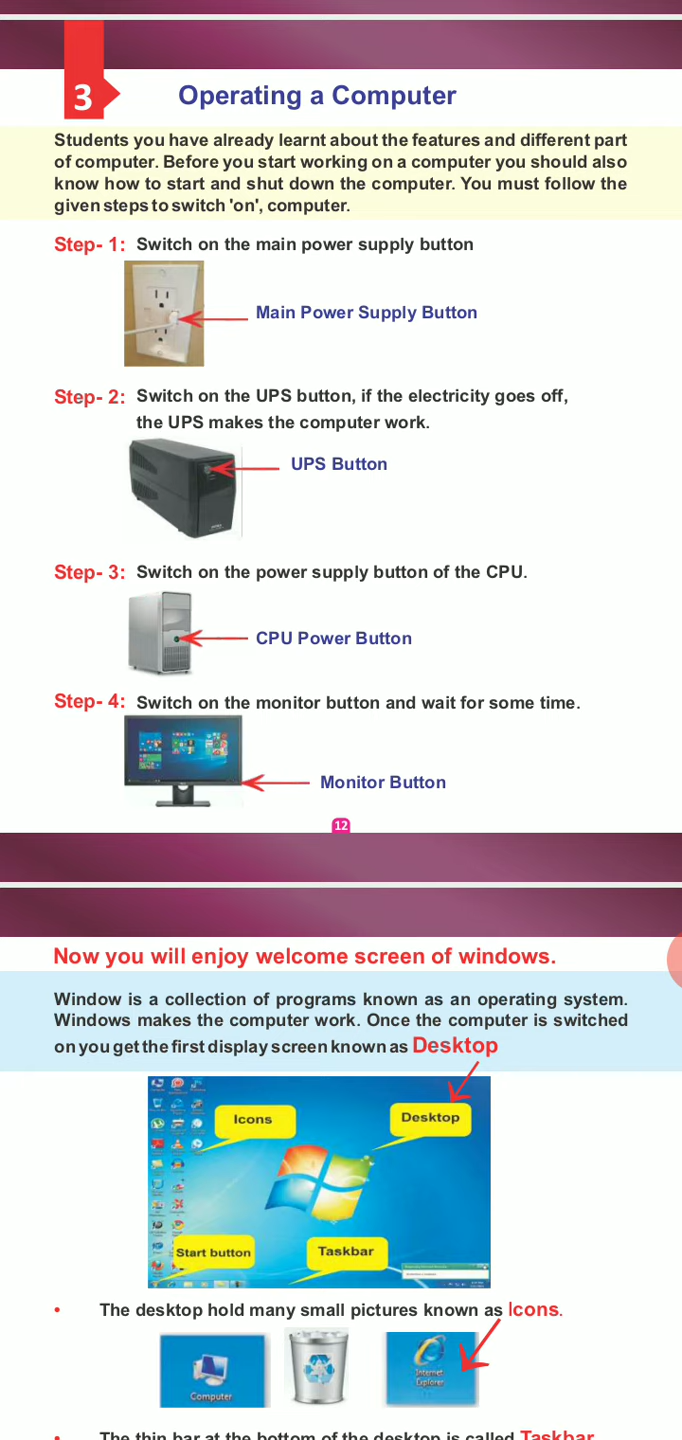 3
Operating a Computer
Students you have already learnt about the features and different part
of computer. Before you start working on a computer you should also
know how to start and shut down the computer. You must follow the
given steps to switch 'on', computer.
Step- 1: Switch on the main power supply button
Main Power Supply Button
Step- 2: Switch on the UPS button, if the electricity goes off,
the UPS makes the computer work.
UPS Button
Step- 3: Switch on the power supply button of the CPU.
CPU Power Button
Step- 4: Switch on the monitor button and wait for some time.
Monitor Button
12
Now you will enjoy welcome screen of windows.
Window is a collection of programs known as an operating system.
Windows makes the computer work. Once the computer is switched
on you get the first display screen known as Desktop
Icons
Desktop
Start button
Taskbar
• The desktop hold many small pictures known as Icons.
Computer
Internet
Explorer
• The thin bar at the bottom of the desktop is called Taskbar